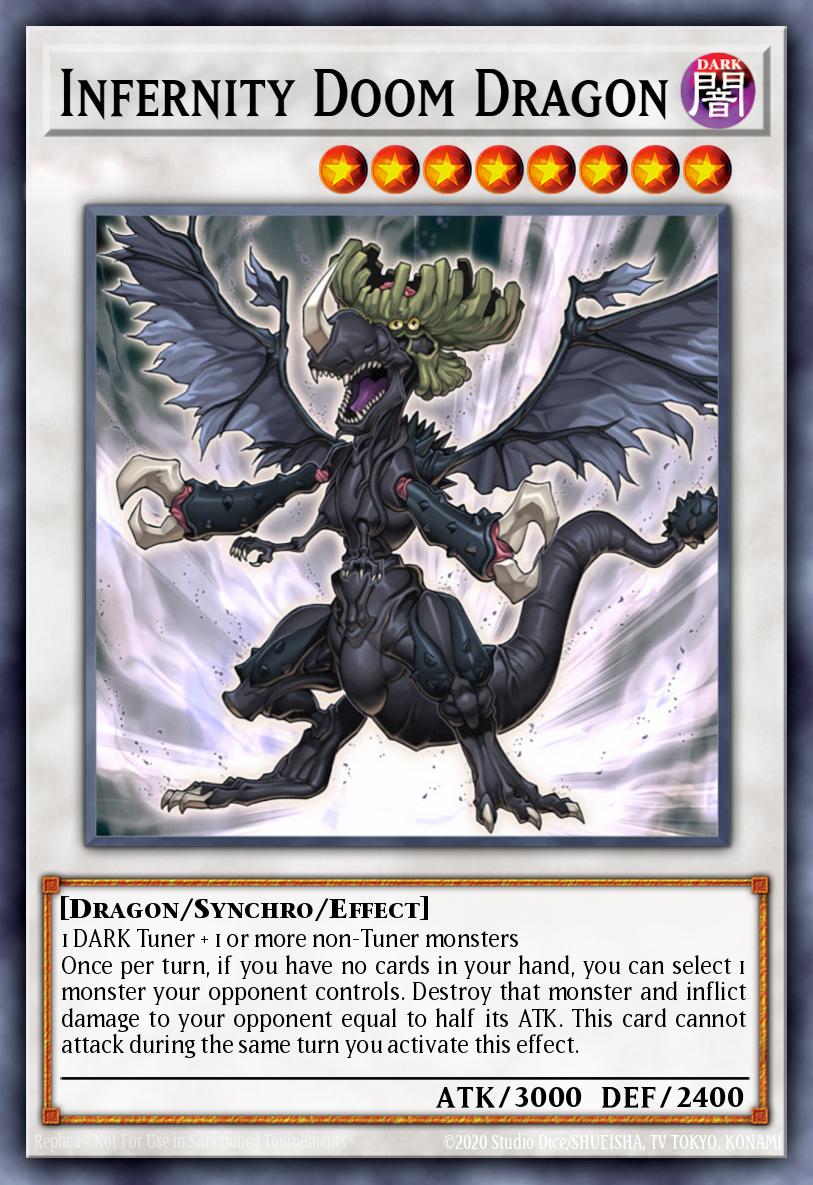 Infernity Doom Dragon
DARK
闇
[Dragon/Synchro/Effect]
1 DARK Tuner + 1 or more non-Tuner monsters
Once per turn, if you have no cards in your hand, you can select 1
monster your opponent controls. Destroy that monster and inflict
damage to your opponent equal to half its ATK. This card cannot
attack during the same turn you activate this effect.
ATK/3000 DEF/2400
Replica - Not For Use in Sanctioned Tournaments
©2020 Studio Dice/SHUEISHA, TV TOKYO, KONAMI